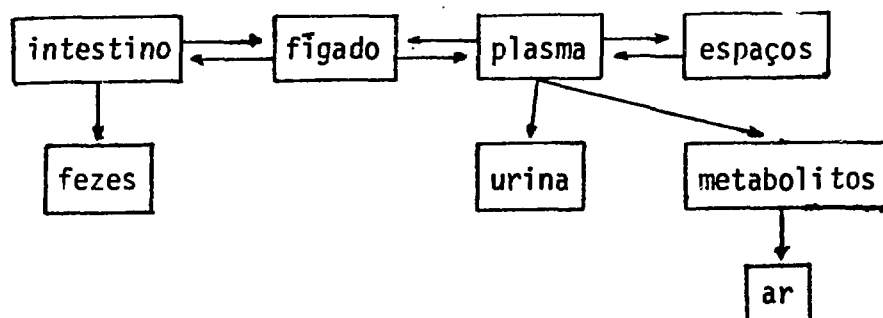 intestino fígado plasma espaços
fezes urina metabolitos
ar